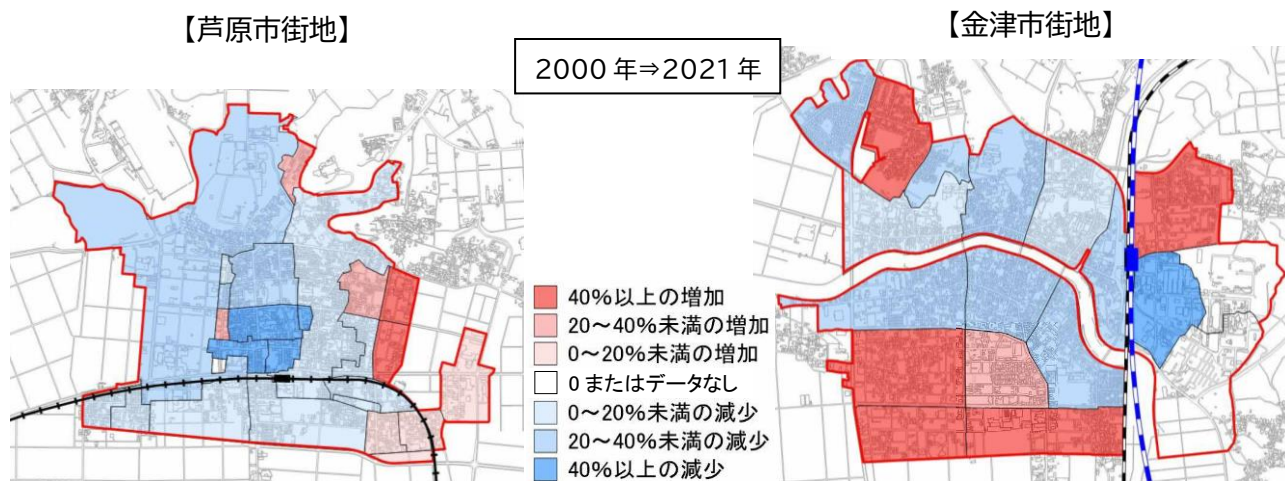 【芦原市街地】
【金津市街地】
2000年⇒2021年
40%以上の増加
20～40%未満の増加
0～20%未満の増加
0またはデータなし
0～20%未満の減少
20～40%未満の減少
40%以上の減少